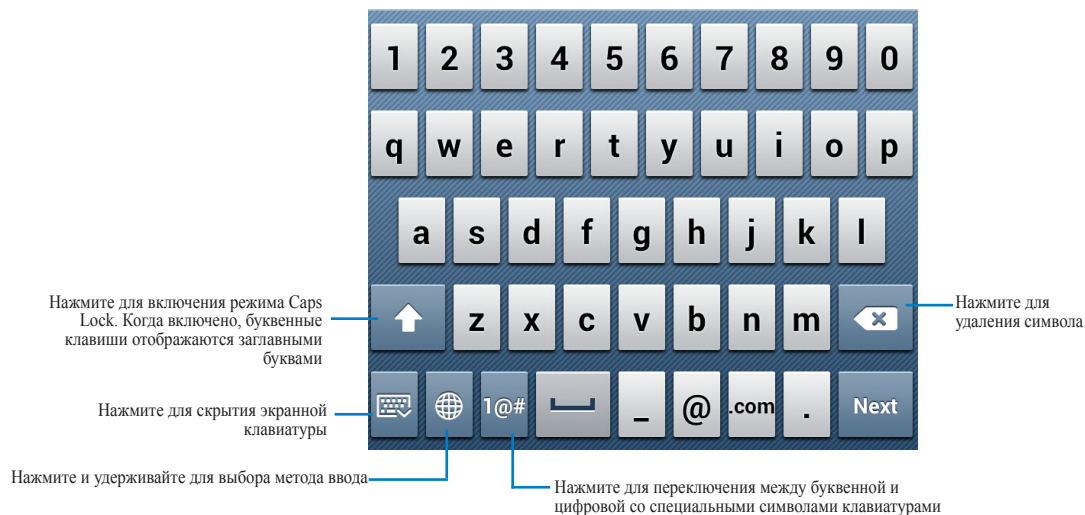 1 2 3 4 5 6 7 8 9 0
q w e r t y u i o p
a s d f g h j k l
Нажмите для включения режима Caps
Lock. Когда включено, буквенные
клавиши отображаются заглавными
буквами
z x c v b n m
Нажмите для
удаления символа
Нажмите для скрытия экранной
клавиатуры
1@# _ @ .com . Next
Нажмите и удерживайте для выбора метода ввода
Нажмите для переключения между буквенной и
цифровой со специальными символами клавиатурами